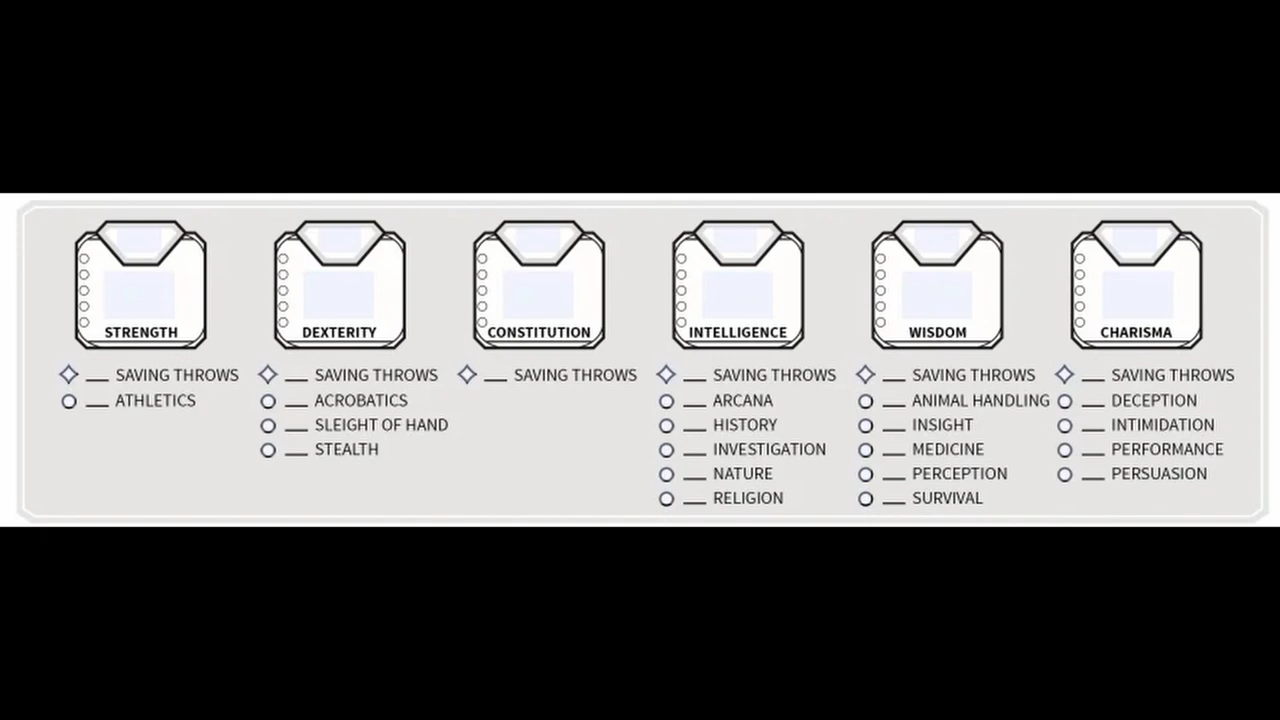 STRENGTH
SAVING THROWS
ATHLETICS
DEXTERITY
SAVING THROWS
ACROBATICS
SLEIGHT OF HAND
STEALTH
CONSTITUTION
SAVING THROWS
INTELLIGENCE
SAVING THROWS
ARCANA
HISTORY
INVESTIGATION
NATURE
RELIGION
WISDOM
SAVING THROWS
ANIMAL HANDLING
INSIGHT
MEDICINE
PERCEPTION
SURVIVAL
CHARISMA
SAVING THROWS
DECEPTION
INTIMIDATION
PERFORMANCE
PERSUASION